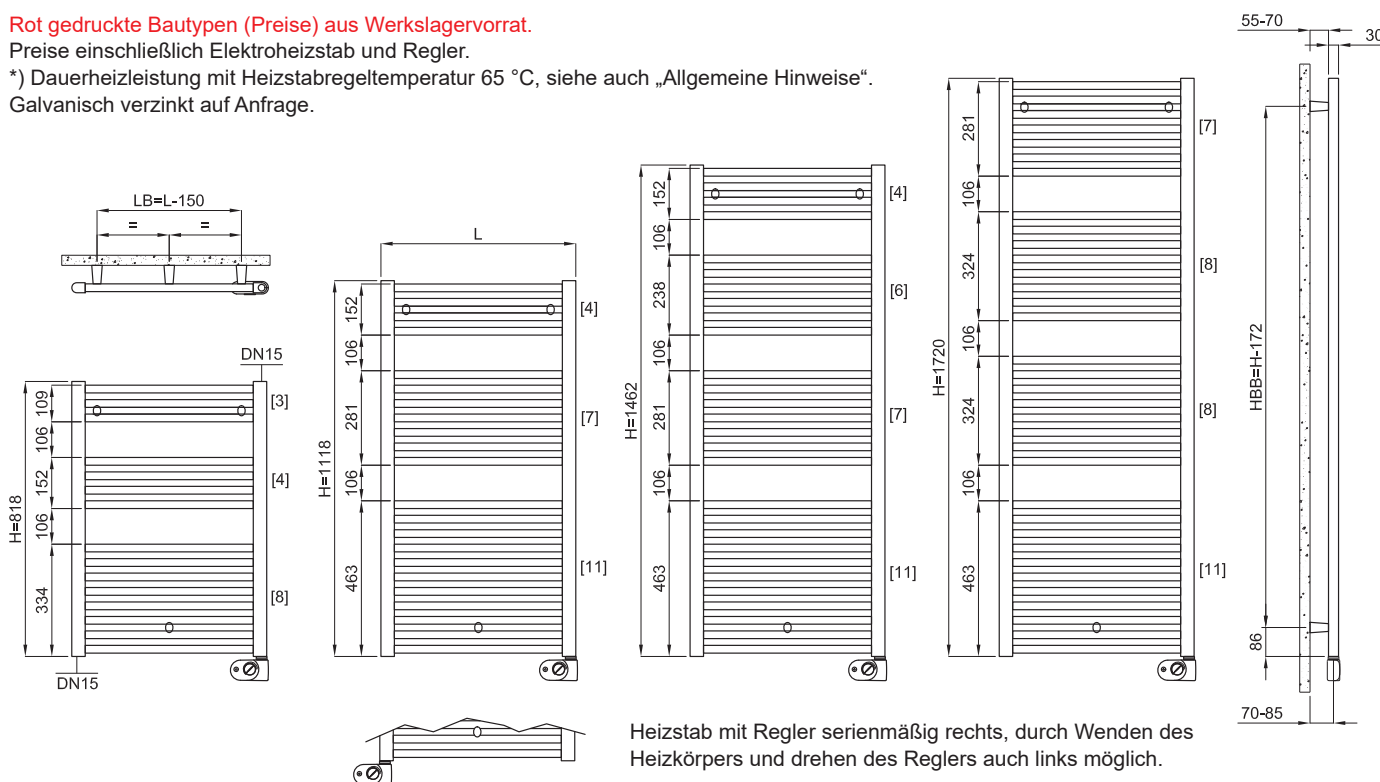 Rot gedruckte Bautypen (Preise) aus Werkslagervorrat.
Preise einschließlich Elektroheizstab und Regler.
*) Dauerheizleistung mit Heizstabregeltemperatur 65 °C, siehe auch „Allgemeine Hinweise“.
Galvanisch verzinkt auf Anfrage.
LB=L-150
= =
DN15
H=818
109
106
152
106
334
[3]
[4]
[8]
DN15
L
H=1118
152
106
281
106
463
[4]
[7]
[11]
H=1462
152
106
238
106
281
106
463
[4]
[6]
[7]
[11]
H=1720
281
106
324
106
324
106
463
[7]
[8]
[8]
[11]
55-70
30
HBB=H-172
86
70-85
Heizstab mit Regler serienmäßig rechts, durch Wenden des
Heizkörpers und drehen des Reglers auch links möglich.